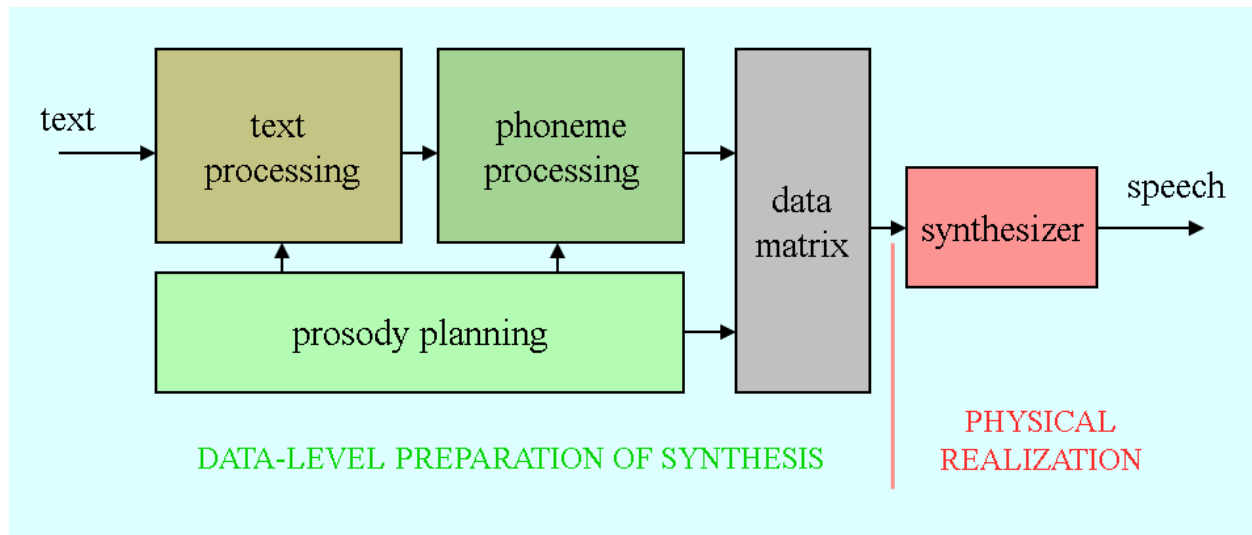 text
text
processing
phoneme
processing
data
matrix
synthesizer
speech
prosody planning
DATA-LEVEL PREPARATION OF SYNTHESIS
PHYSICAL
REALIZATION